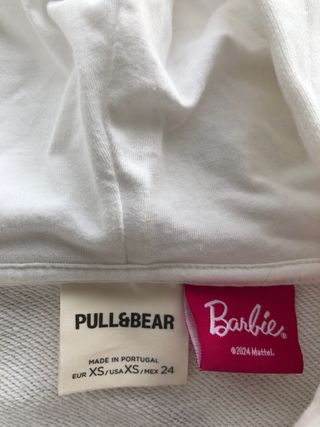 PULL&BEAR
MADE IN PORTUGAL
EUR XS/USA XS/MEX 24
Barbie®
©2024 Mattel.